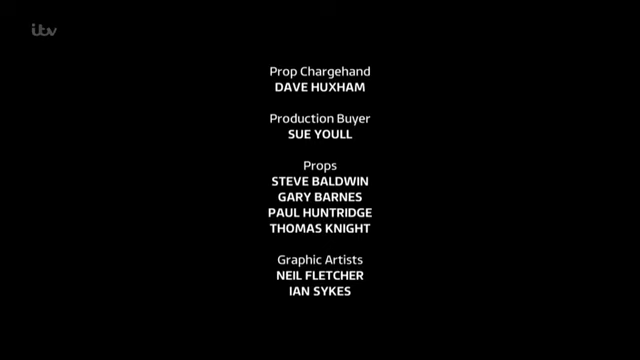 itv
Prop Chargehand
DAVE HUXHAM
Production Buyer
SUE YOULL
Props
STEVE BALDWIN
GARY BARNES
PAUL HUNTRIDGE
THOMAS KNIGHT
Graphic Artists
NEIL FLETCHER
IAN SYKES